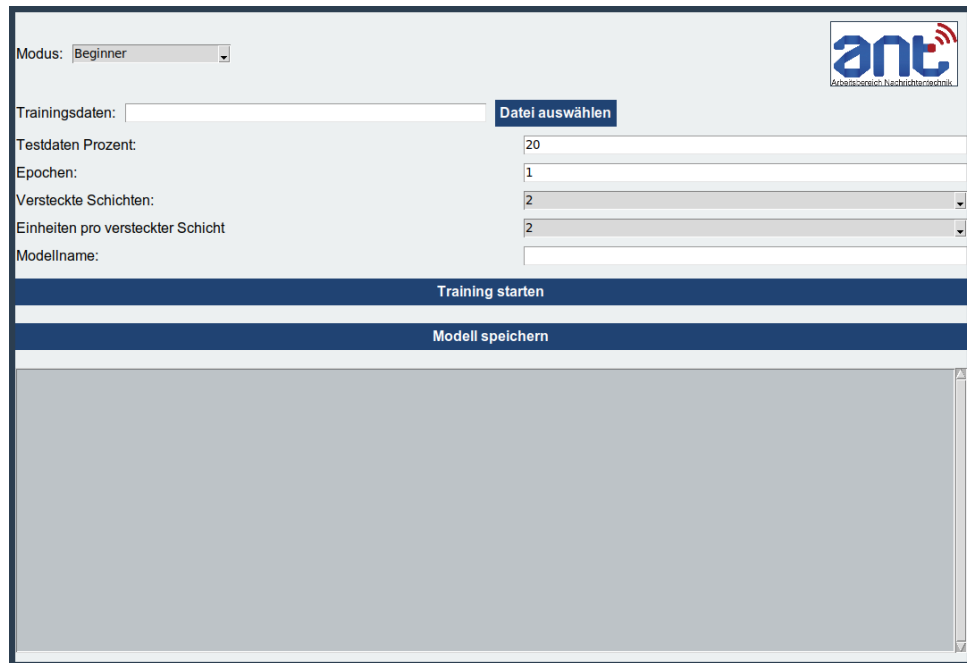 Modus: Beginner
ant
Arbeitsbereich Nachrichtentechnik
Trainingsdaten: Datei auswählen
Testdaten Prozent: 20
Epochen: 1
Versteckte Schichten: 2
Einheiten pro versteckter Schicht 2
Modellname:
Training starten
Modell speichern